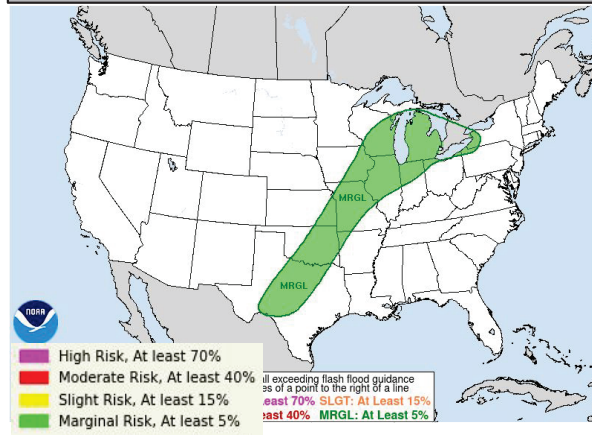 MRGL
MRGL
NOAA
High Risk, At least 70%
Moderate Risk, At least 40%
Slight Risk, At least 15%
Marginal Risk, At least 5%
all exceeding flash flood guidance
es of a point to the right of a line
Least 70% SLGT: At Least 15%
least 40% MRGL: At Least 5%